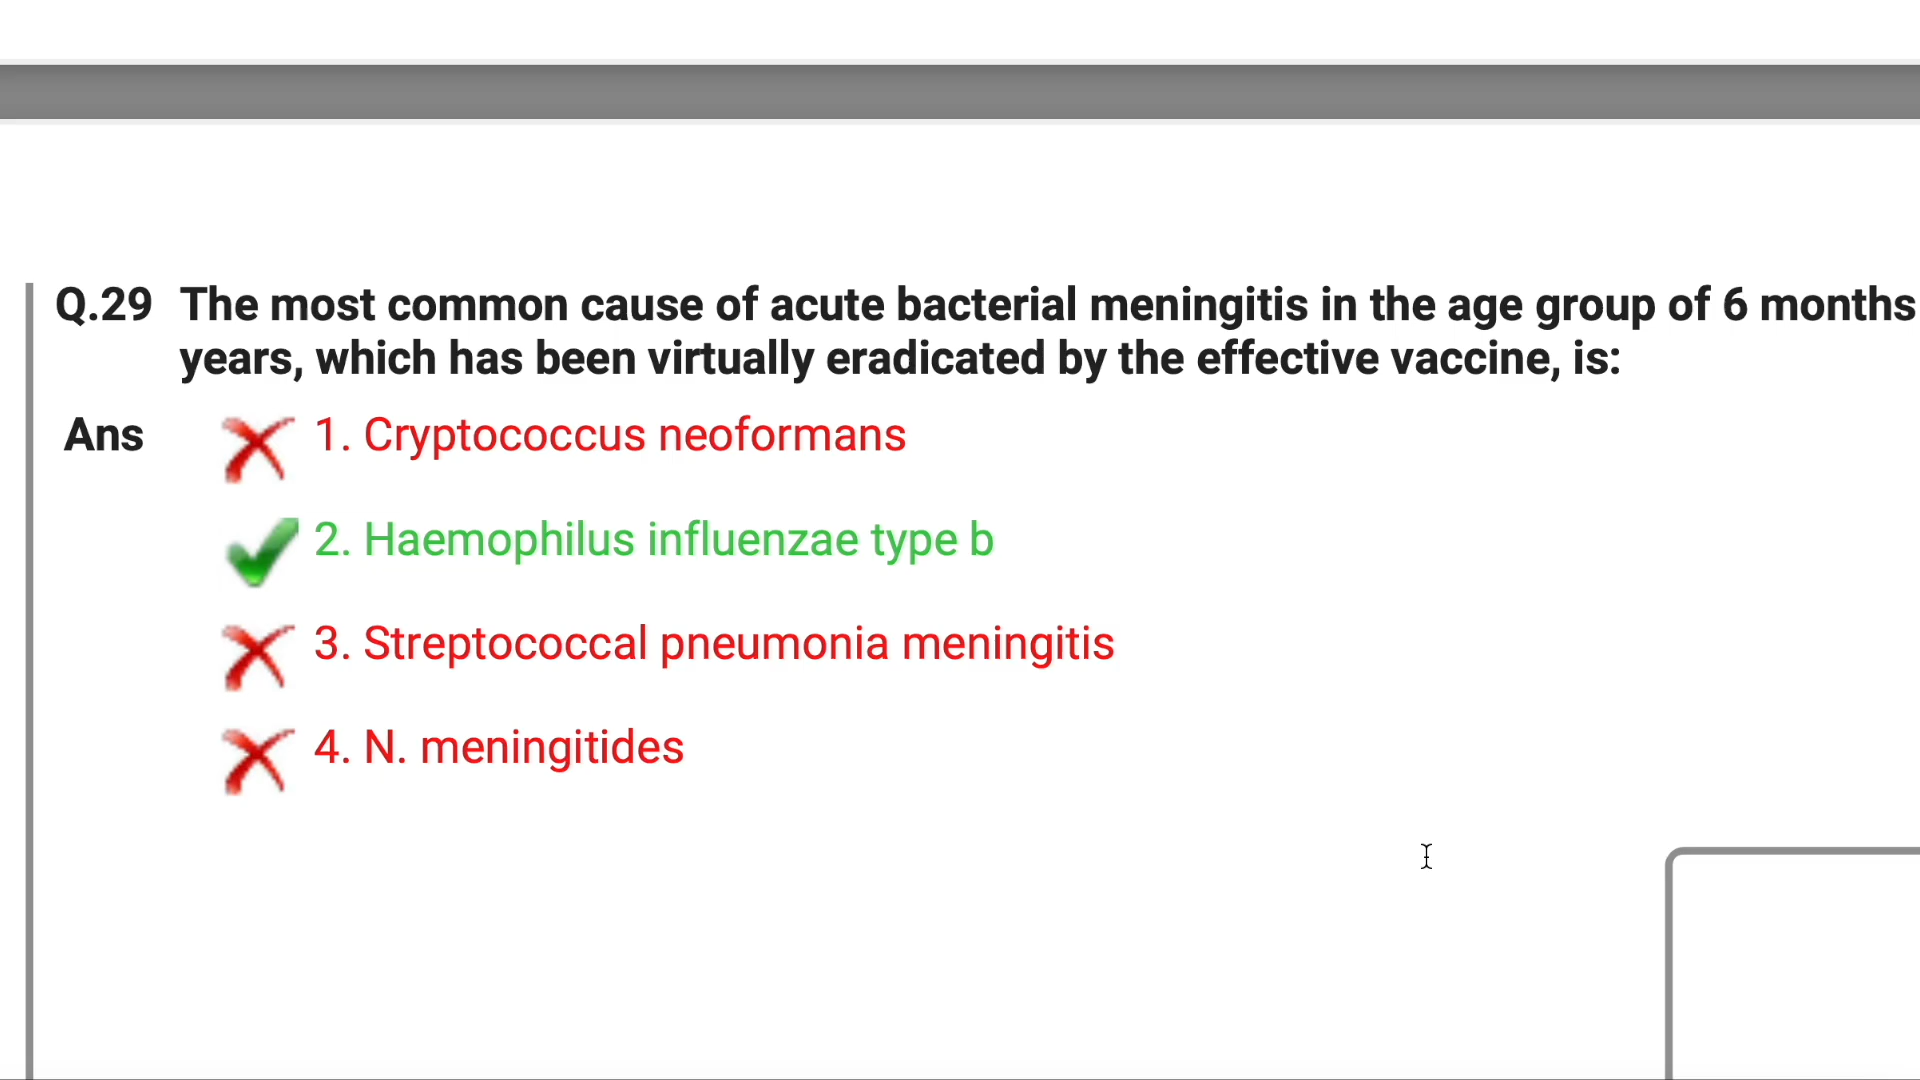 Q.29 The most common cause of acute bacterial meningitis in the age group of 6 months
years, which has been virtually eradicated by the effective vaccine, is:
Ans 1. Cryptococcus neoformans
2. Haemophilus influenzae type b
3. Streptococcal pneumonia meningitis
4. N. meningitides